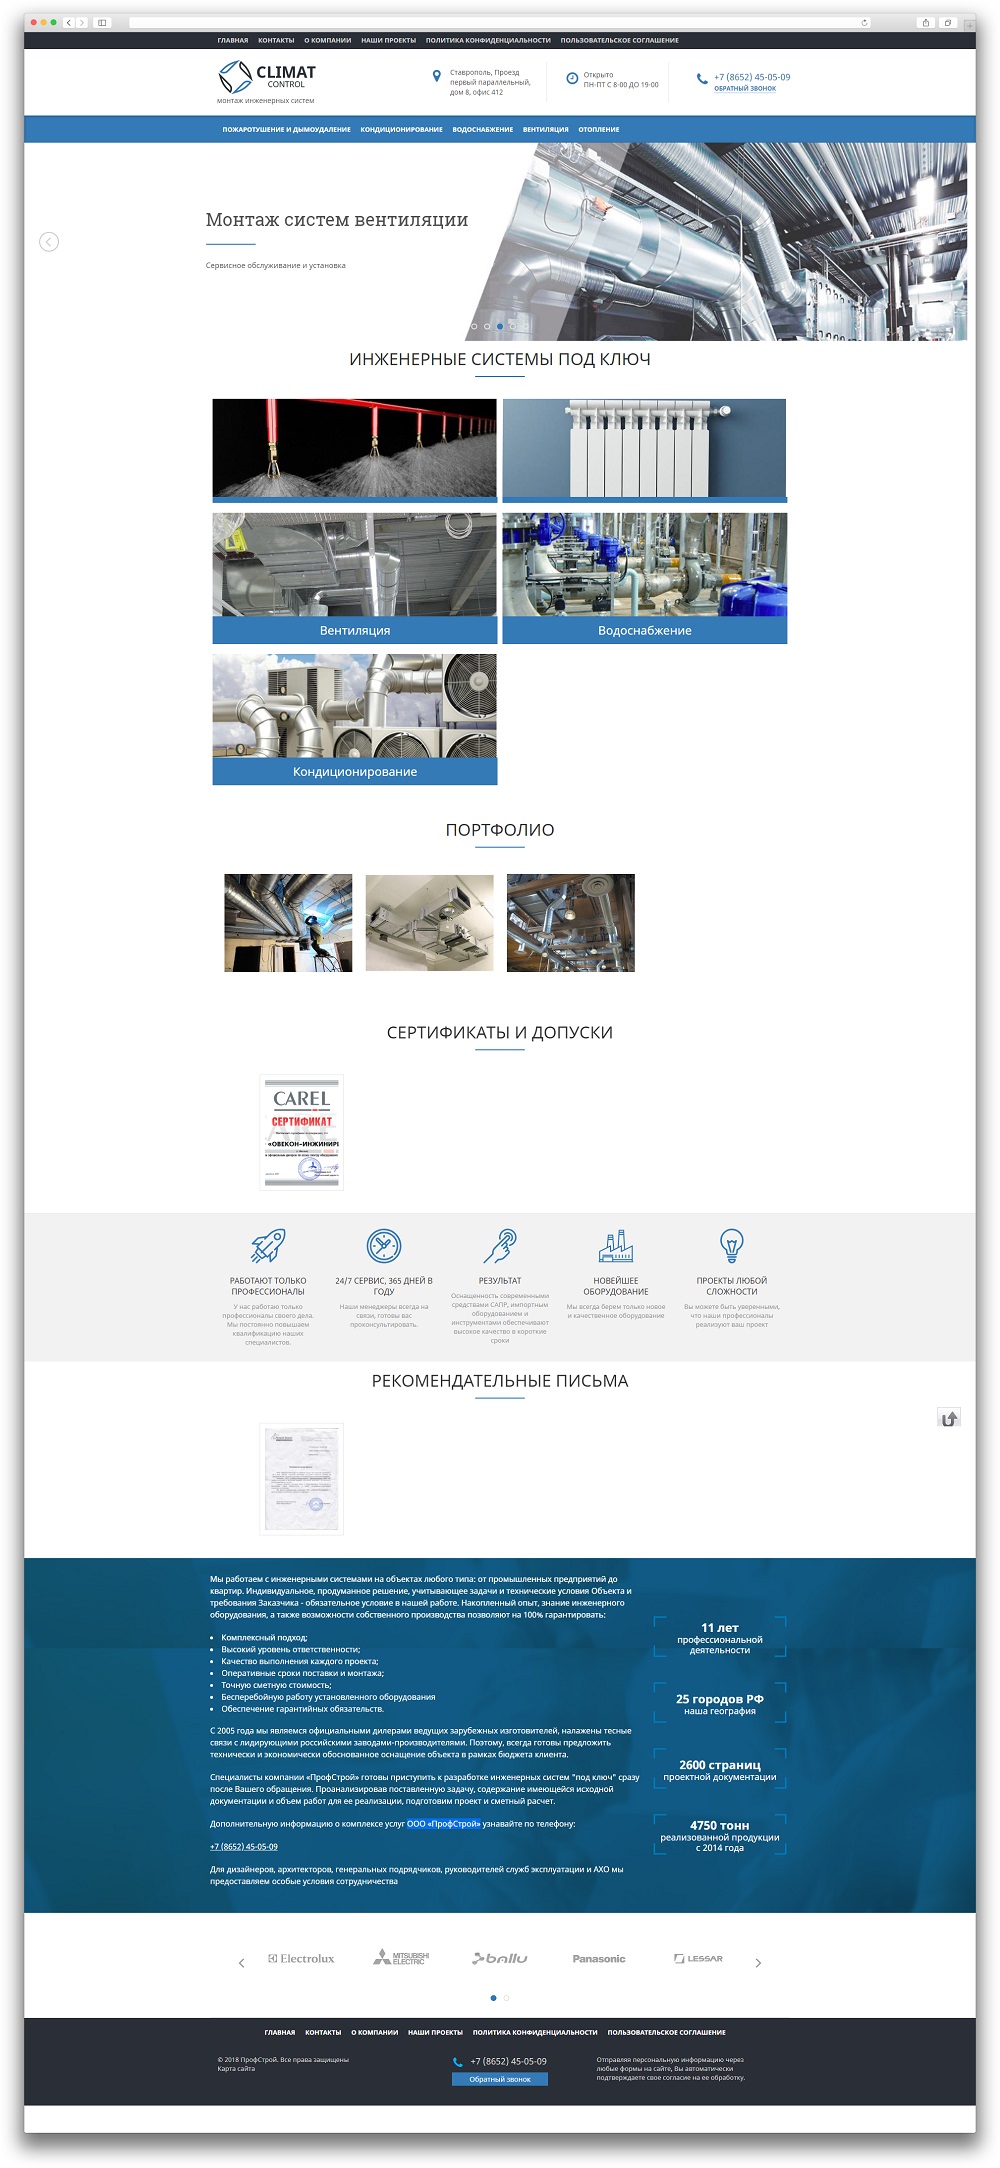 ГЛАВНАЯ КОНТАКТЫ О КОМПАНИИ НАШИ ПРОЕКТЫ ПОЛИТИКА КОНФИДЕНЦИАЛЬНОСТИ ПОЛЬЗОВАТЕЛЬСКОЕ СОГЛАШЕНИЕ
CLIMAT
CONTROL
монтаж инженерных систем
Ставрополь, Проезд
первый параллельный,
дом 8, офис 412
Открыто
ПН-ПТ С 8-00 ДО 19-00
+7 (8652) 45-05-09
ОБРАТНЫЙ ЗВОНОК
ПОЖАРОТУШЕНИЕ И ДЫМОУДАЛЕНИЕ КОНДИЦИОНИРОВАНИЕ ВОДОСНАБЖЕНИЕ ВЕНТИЛЯЦИЯ ОТОПЛЕНИЕ
Монтаж систем вентиляции
Сервисное обслуживание и установка
ИНЖЕНЕРНЫЕ СИСТЕМЫ ПОД КЛЮЧ
Вентиляция
Водоснабжение
Кондиционирование
ПОРТФОЛИО
СЕРТИФИКАТЫ И ДОПУСКИ
CAREL
СЕРТИФИКАТ
«ОВЕКОН-ИНЖИНИР
РАБОТАЮТ ТОЛЬКО
ПРОФЕССИОНАЛЫ
У нас работаю только
профессионалы своего дела.
Мы постоянно повышаем
квалификацию наших
специалистов.
24/7 СЕРВИС, 365 ДНЕЙ В
ГОДУ
Наши менеджеры всегда на
связи, готовы вас
проконсультировать.
РЕЗУЛЬТАТ
Оснащенность современными
средствами САПР, импортным
оборудованием и
инструментами обеспечивают
высокое качество в короткие
сроки
НОВЕЙШЕЕ
ОБОРУДОВАНИЕ
Мы всегда берем только новое
и качественное оборудование
ПРОЕКТЫ ЛЮБОЙ
СЛОЖНОСТИ
Вы можете быть уверенными,
что наши профессионалы
реализуют ваш проект
РЕКОМЕНДАТЕЛЬНЫЕ ПИСЬМА
Мы работаем с инженерными системами на объектах любого типа: от промышленных предприятий до
квартир. Индивидуальное, продуманное решение, учитывающее задачи и технические условия Объекта и
требования Заказчика - обязательное условие в нашей работе. Накопленный опыт, знание инженерного
оборудования, а также возможности собственного производства позволяют на 100% гарантировать:
• Комплексный подход;
• Высокий уровень ответственности;
• Качество выполнения каждого проекта;
• Оперативные сроки поставки и монтажа;
• Точную сметную стоимость;
• Бесперебойную работу установленного оборудования
• Обеспечение гарантийных обязательств.
С 2005 года мы являемся официальными дилерами ведущих зарубежных изготовителей, налажены тесные
связи с лидирующими российскими заводами-производителями. Поэтому, всегда готовы предложить
технически и экономически обоснованное оснащение объекта в рамках бюджета клиента.
Специалисты компании «ПрофСтрой» готовы приступить к разработке инженерных систем "под ключ" сразу
после Вашего обращения. Проанализировав поставленную задачу, содержание имеющейся исходной
документации и объем работ для ее реализации, подготовим проект и сметный расчет.
Дополнительную информацию о комплексе услуг ООО «ПрофСтрой» узнавайте по телефону:
+7 (8652) 45-05-09
Для дизайнеров, архитекторов, генеральных подрядчиков, руководителей служб эксплуатации и АХО мы
предоставляем особые условия сотрудничества
11 лет
профессиональной
деятельности
25 городов РФ
наша география
2600 страниц
проектной документации
4750 тонн
реализованной продукции
с 2014 года
Electrolux MITSUBISHI ELECTRIC ballu Panasonic LESSAR
ГЛАВНАЯ КОНТАКТЫ О КОМПАНИИ НАШИ ПРОЕКТЫ ПОЛИТИКА КОНФИДЕНЦИАЛЬНОСТИ ПОЛЬЗОВАТЕЛЬСКОЕ СОГЛАШЕНИЕ
© 2018 ПрофСтрой. Все права защищены
Карта сайта
+7 (8652) 45-05-09
Обратный звонок
Отправляя персональную информацию через
любые формы на сайте, Вы автоматически
подтверждаете свое согласие на ее обработку.